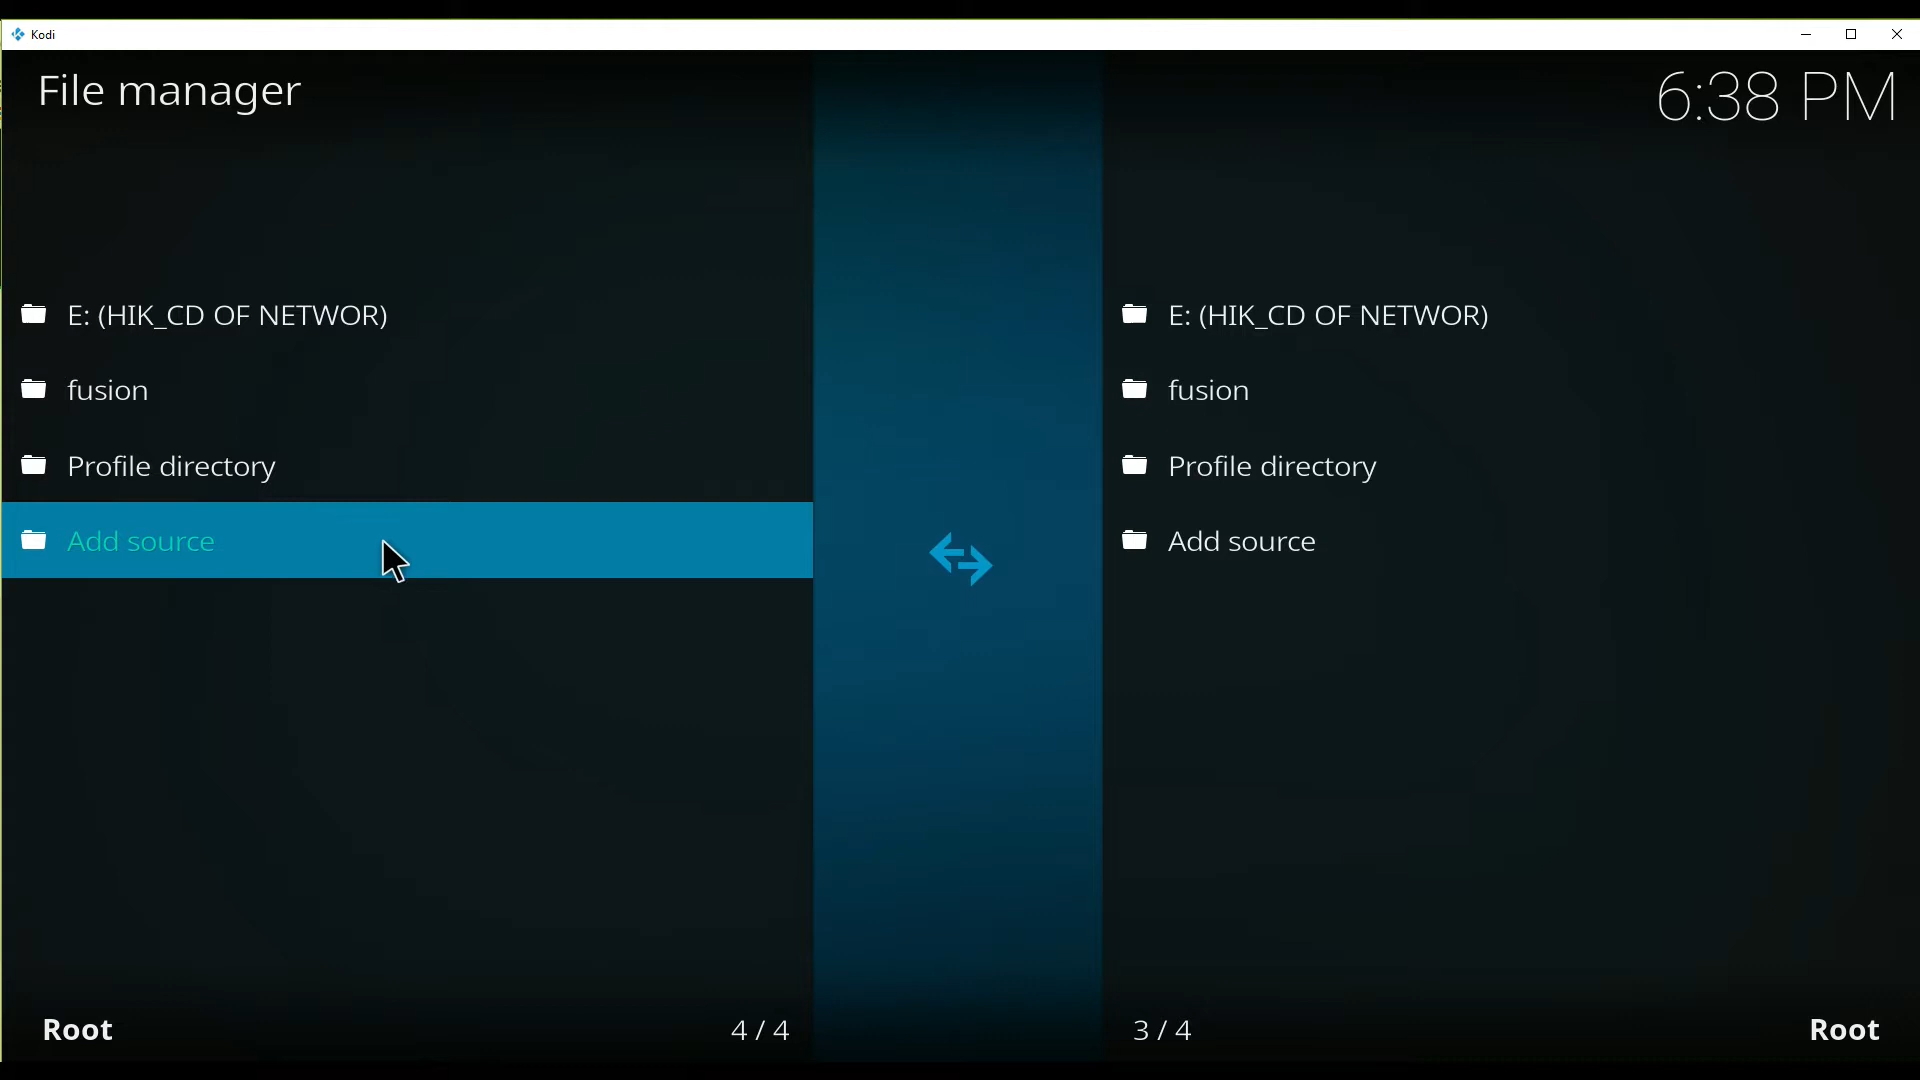 Kodi
File manager
6:38 PM
E: (HIK_CD OF NETWOR)
fusion
Profile directory
Add source
E: (HIK_CD OF NETWOR)
fusion
Profile directory
Add source
Root
4 / 4
3 / 4
Root